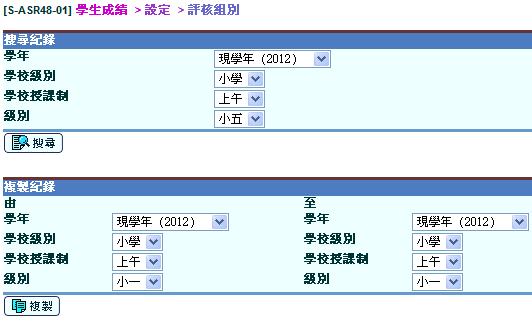 [S-ASR48-01] 學生成績 > 設定 > 評核組別
搜尋紀錄
學年 現學年 (2012)
學校級別 小學
學校授課制 上午
級別 小五
搜尋
複製紀錄
由 至
學年 現學年 (2012) 學年 現學年 (2012)
學校級別 小學 學校級別 小學
學校授課制 上午 學校授課制 上午
級別 小一 級別 小一
複製